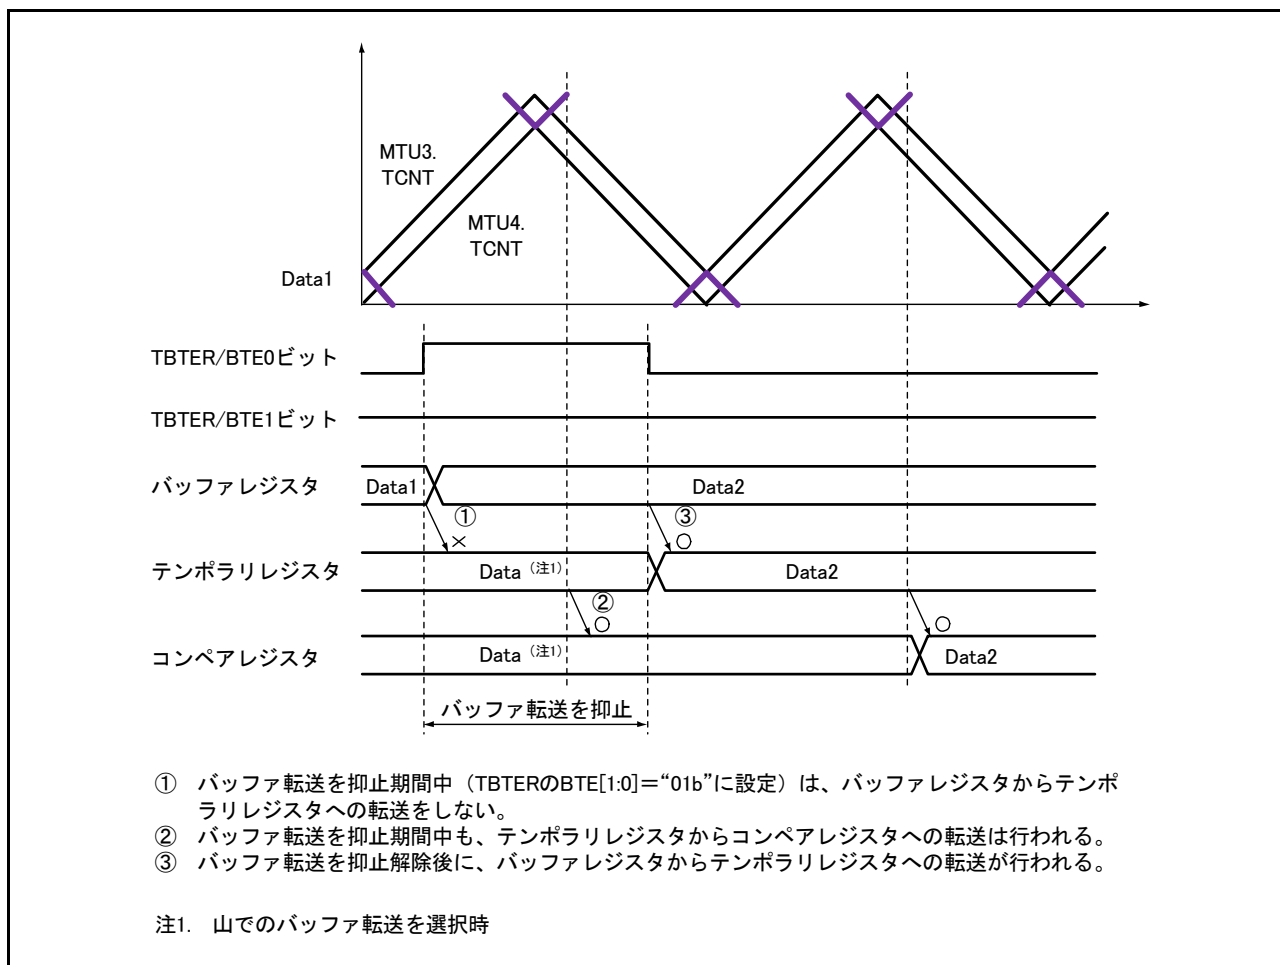 MTU3.
TCNT
MTU4.
TCNT
Data1
TBTER/BTE0ビット
TBTER/BTE1ビット
バッファレジスタ
Data1
Data2
①
×
③
○
テンポラリレジスタ
Data（注1）
Data2
②
○
○
コンペアレジスタ
Data（注1）
Data2
バッファ転送を抑止
① バッファ転送を抑止期間中（TBTERのBTE[1:0]＝“01b”に設定）は、バッファレジスタからテンポ
ラリレジスタへの転送をしない。
② バッファ転送を抑止期間中も、テンポラリレジスタからコンペアレジスタへの転送は行われる。
③ バッファ転送を抑止解除後に、バッファレジスタからテンポラリレジスタへの転送が行われる。
注1. 山でのバッファ転送を選択時